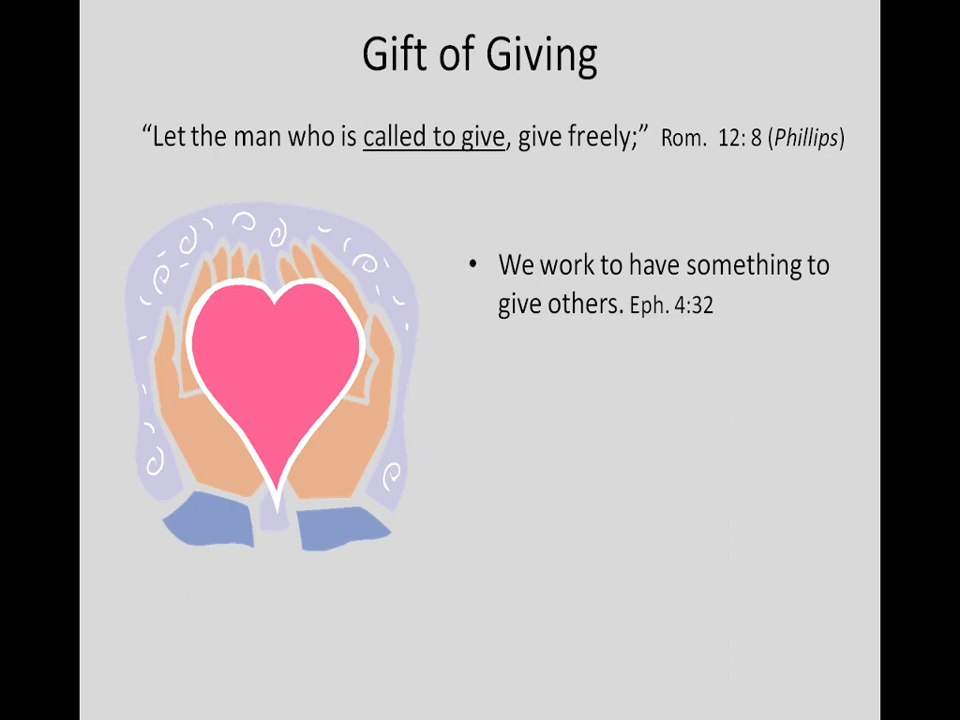 Gift of Giving
“Let the man who is called to give, give freely;” Rom. 12: 8 (Phillips)
• We work to have something to
give others. Eph. 4:32